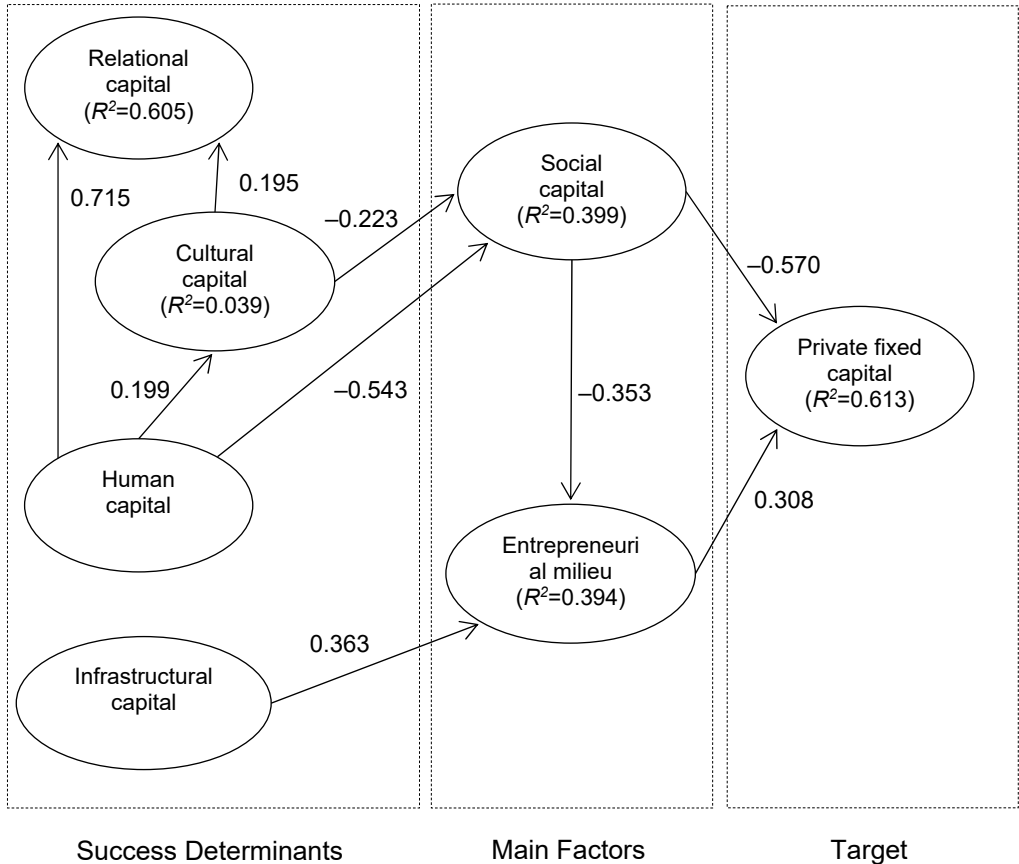 Relational
capital
(R²=0.605)
0.715
0.195
Cultural
capital
(R²=0.039)
–0.223
0.199
–0.543
Human
capital
Infrastructural
capital
0.363
Social
capital
(R²=0.399)
–0.353
Entrepreneuri
al milieu
(R²=0.394)
–0.570
Private fixed
capital
(R²=0.613)
0.308
Success Determinants
Main Factors
Target